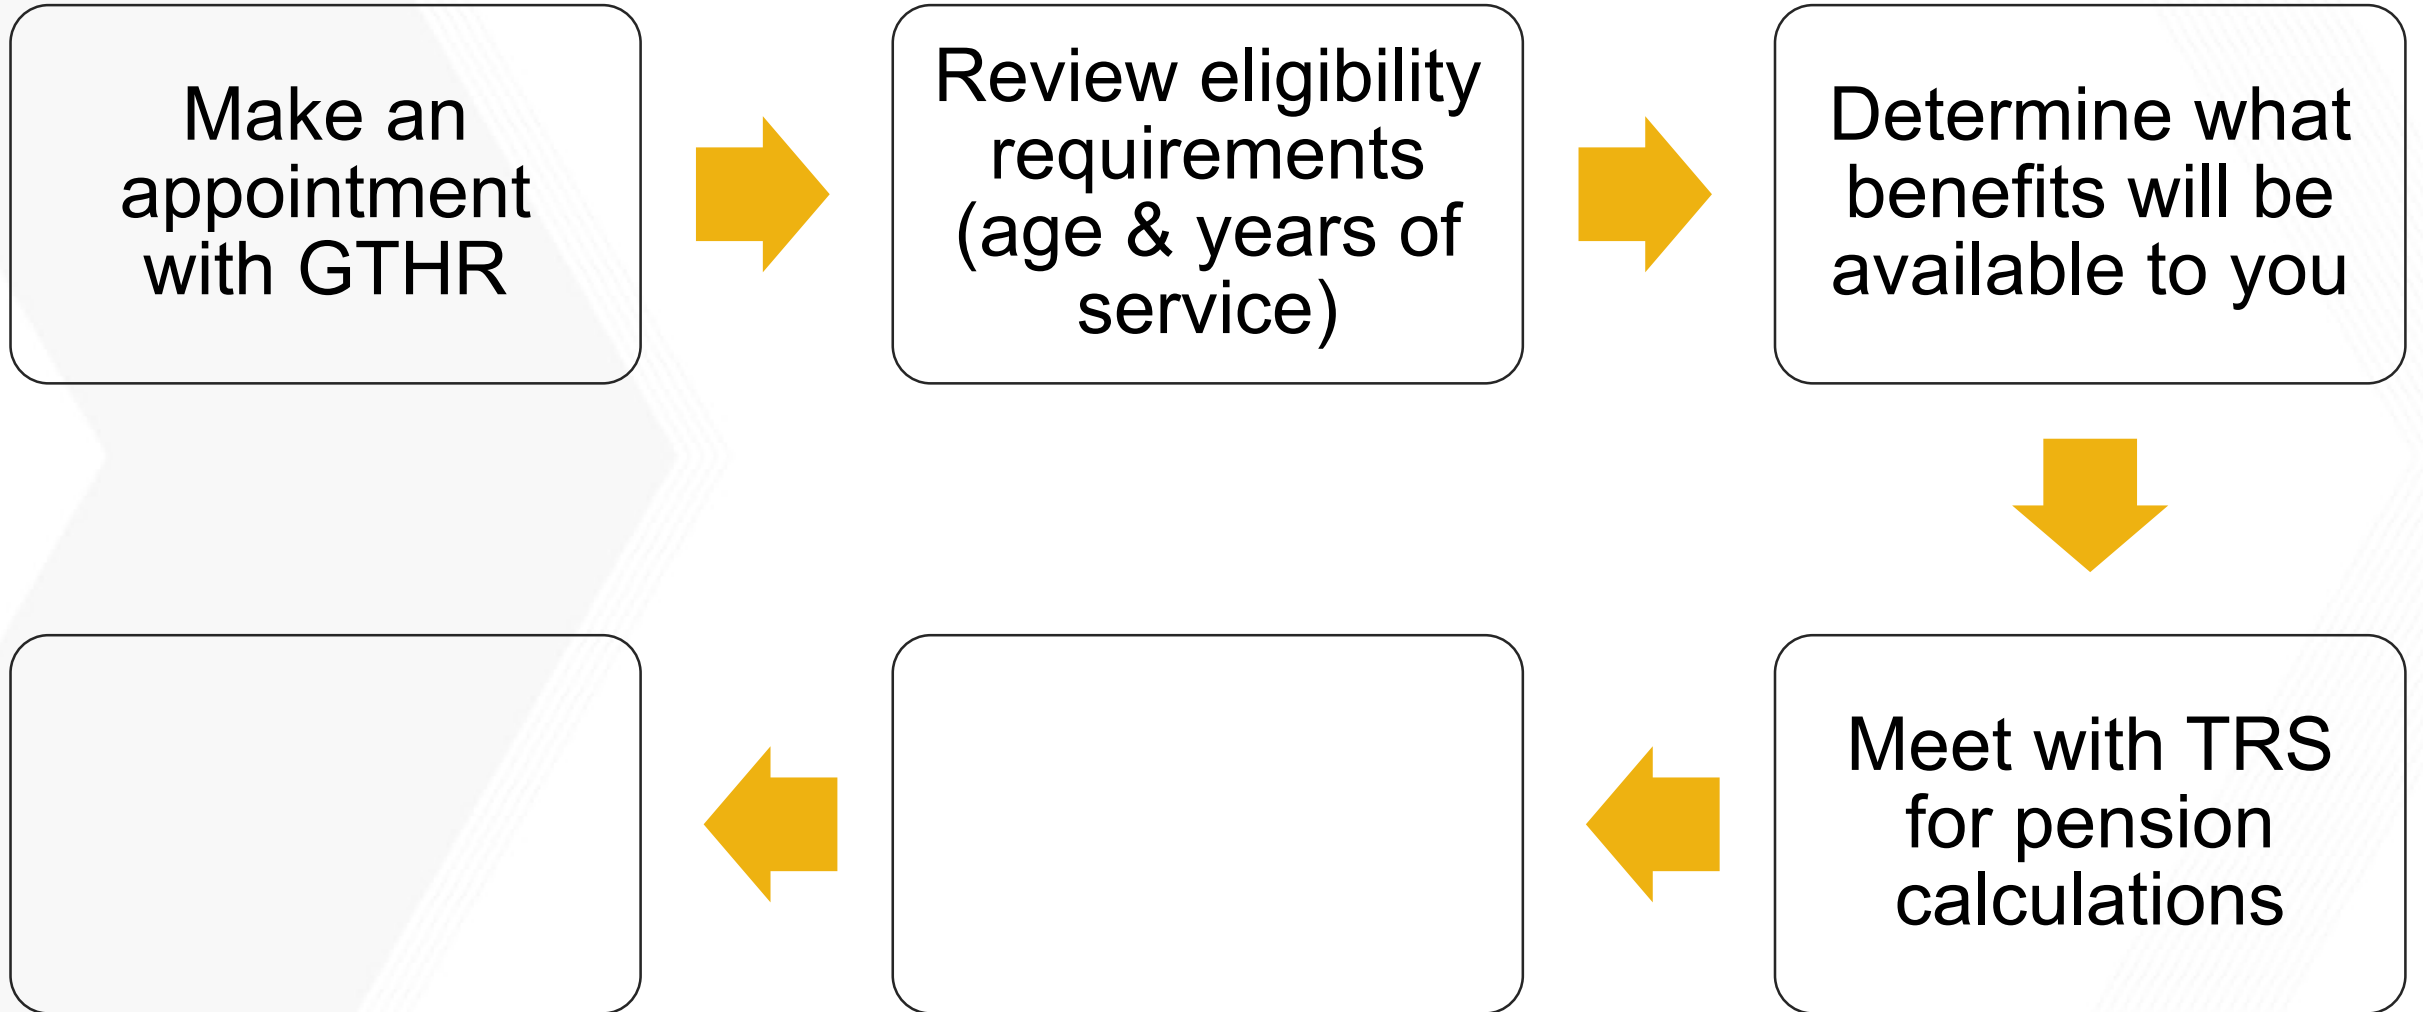 Make an
appointment
with GTHR
Review eligibility
requirements
(age & years of
service)
Determine what
benefits will be
available to you
Meet with TRS
for pension
calculations